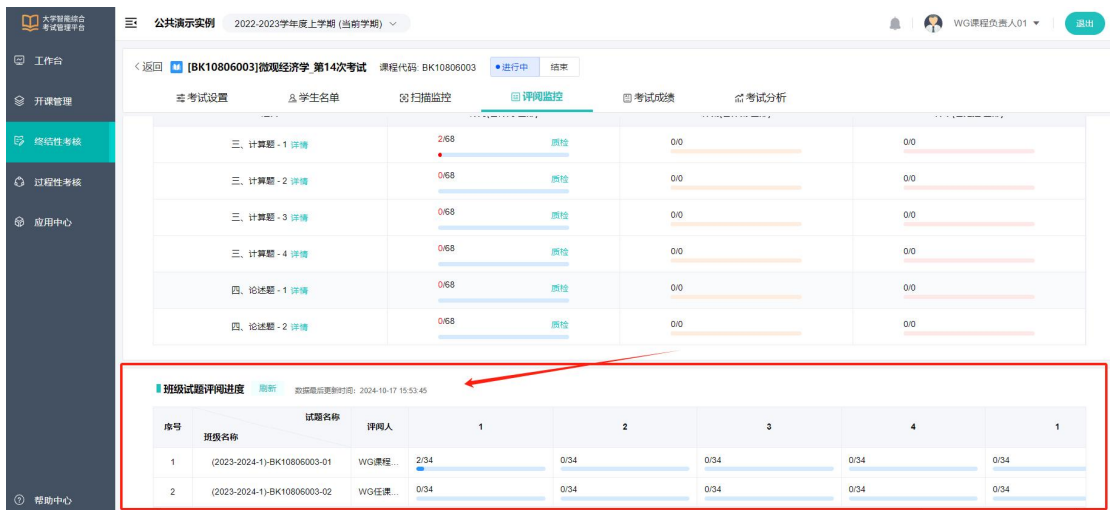 大学智能综合
考试管理平台
公共演示实例 2022-2023学年度上学期 (当前学期)
WG课程负责人01
退出
工作台
开课管理
终结性考核
过程性考核
应用中心
帮助中心
返回 [BK10806003]微观经济学_第14次考试 课程代码: BK10806003 进行中 结束
考试设置 学生名单 扫描监控 评阅监控 考试成绩 试考分析
三、计算题 - 1 详情 2/68 质检 0/0 0/0
三、计算题 - 2 详情 0/68 质检 0/0 0/0
三、计算题 - 3 详情 0/68 质检 0/0 0/0
三、计算题 - 4 详情 0/68 质检 0/0 0/0
四、论述题 - 1 详情 0/68 质检 0/0 0/0
四、论述题 - 2 详情 0/68 质检 0/0 0/0
班级试题评阅进度 刷新 数据最后更新时间: 2024-10-17 15:53:45
序号 试题名称 班级名称 评阅人 1 2 3 4 1
1 (2023-2024-1)-BK10806003-01 WG课程... 2/34 0/34 0/34 0/34 0/34
2 (2023-2024-1)-BK10806003-02 WG任课... 0/34 0/34 0/34 0/34 0/34